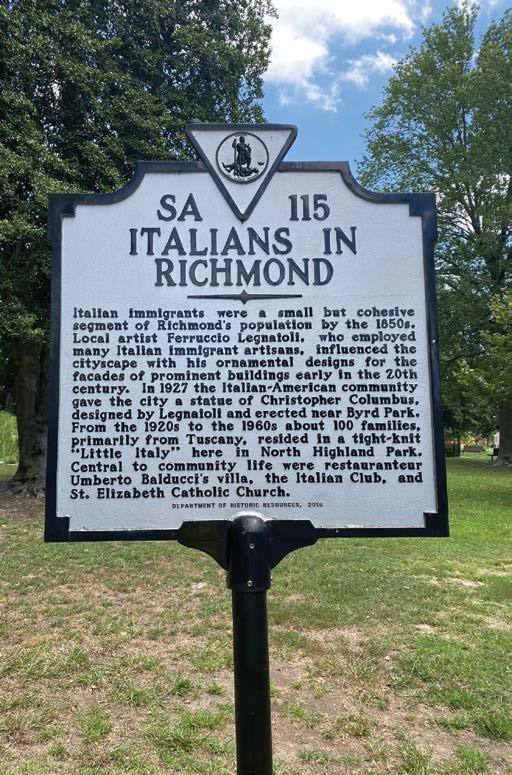 SA 115
ITALIANS IN
RICHMOND
Italian immigrants were a small but cohesive
segment of Richmond's population by the 1850s.
Local artist Ferruccio Legnaioli, who employed
many Italian immigrant artisans, influenced the
cityscape with his ornamental designs for the
facades of prominent buildings early in the 20th
century. In 1927 the Italian-American community
gave the city a statue of Christopher Columbus,
designed by Legnaioli and erected near Byrd Park.
From the 1920s to the 1960s about 100 families,
primarily from Tuscany, resided in a tight-knit
"Little Italy" here in North Highland Park.
Central to community life were restauranteur
Umberto Balducci's villa, the Italian Club, and
St. Elizabeth Catholic Church.
DEPARTMENT OF HISTORIC RESOURCES, 2016